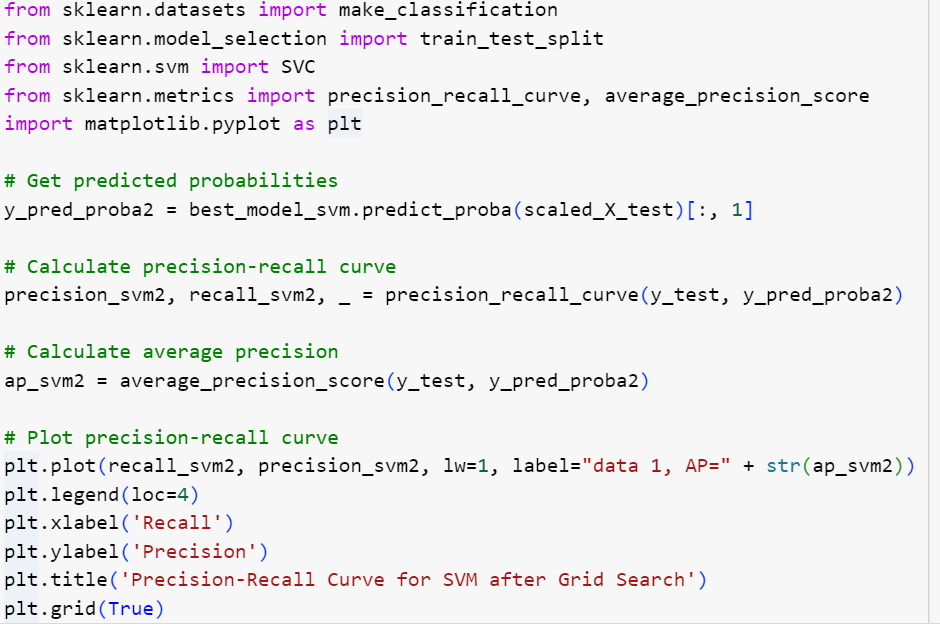 from sklearn.datasets import make_classification
from sklearn.model_selection import train_test_split
from sklearn.svm import SVC
from sklearn.metrics import precision_recall_curve, average_precision_score
import matplotlib.pyplot as plt
# Get predicted probabilities
y_pred_proba2 = best_model_svm.predict_proba(scaled_X_test)[:, 1]
# Calculate precision-recall curve
precision_svm2, recall_svm2, _ = precision_recall_curve(y_test, y_pred_proba2)
# Calculate average precision
ap_svm2 = average_precision_score(y_test, y_pred_proba2)
# Plot precision-recall curve
plt.plot(recall_svm2, precision_svm2, lw=1, label="data 1, AP=" + str(ap_svm2))
plt.legend(loc=4)
plt.xlabel('Recall')
plt.ylabel('Precision')
plt.title('Precision-Recall Curve for SVM after Grid Search')
plt.grid(True)